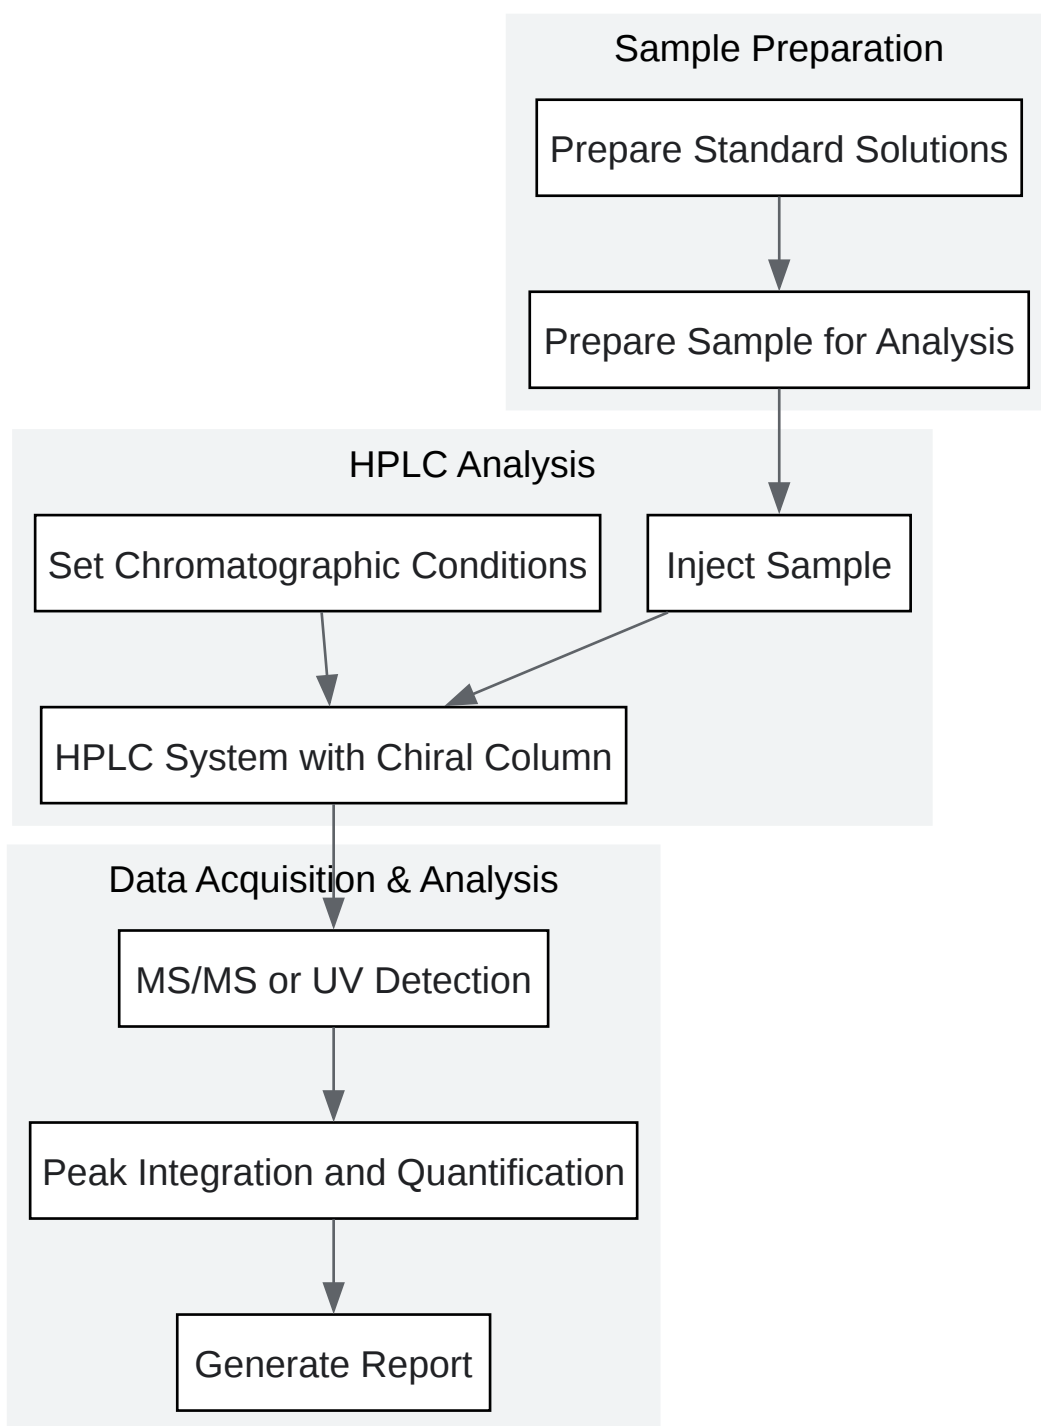 Sample Preparation
Prepare Standard Solutions
Prepare Sample for Analysis
HPLC Analysis
Set Chromatographic Conditions
Inject Sample
HPLC System with Chiral Column
Data Acquisition & Analysis
MS/MS or UV Detection
Peak Integration and Quantification
Generate Report